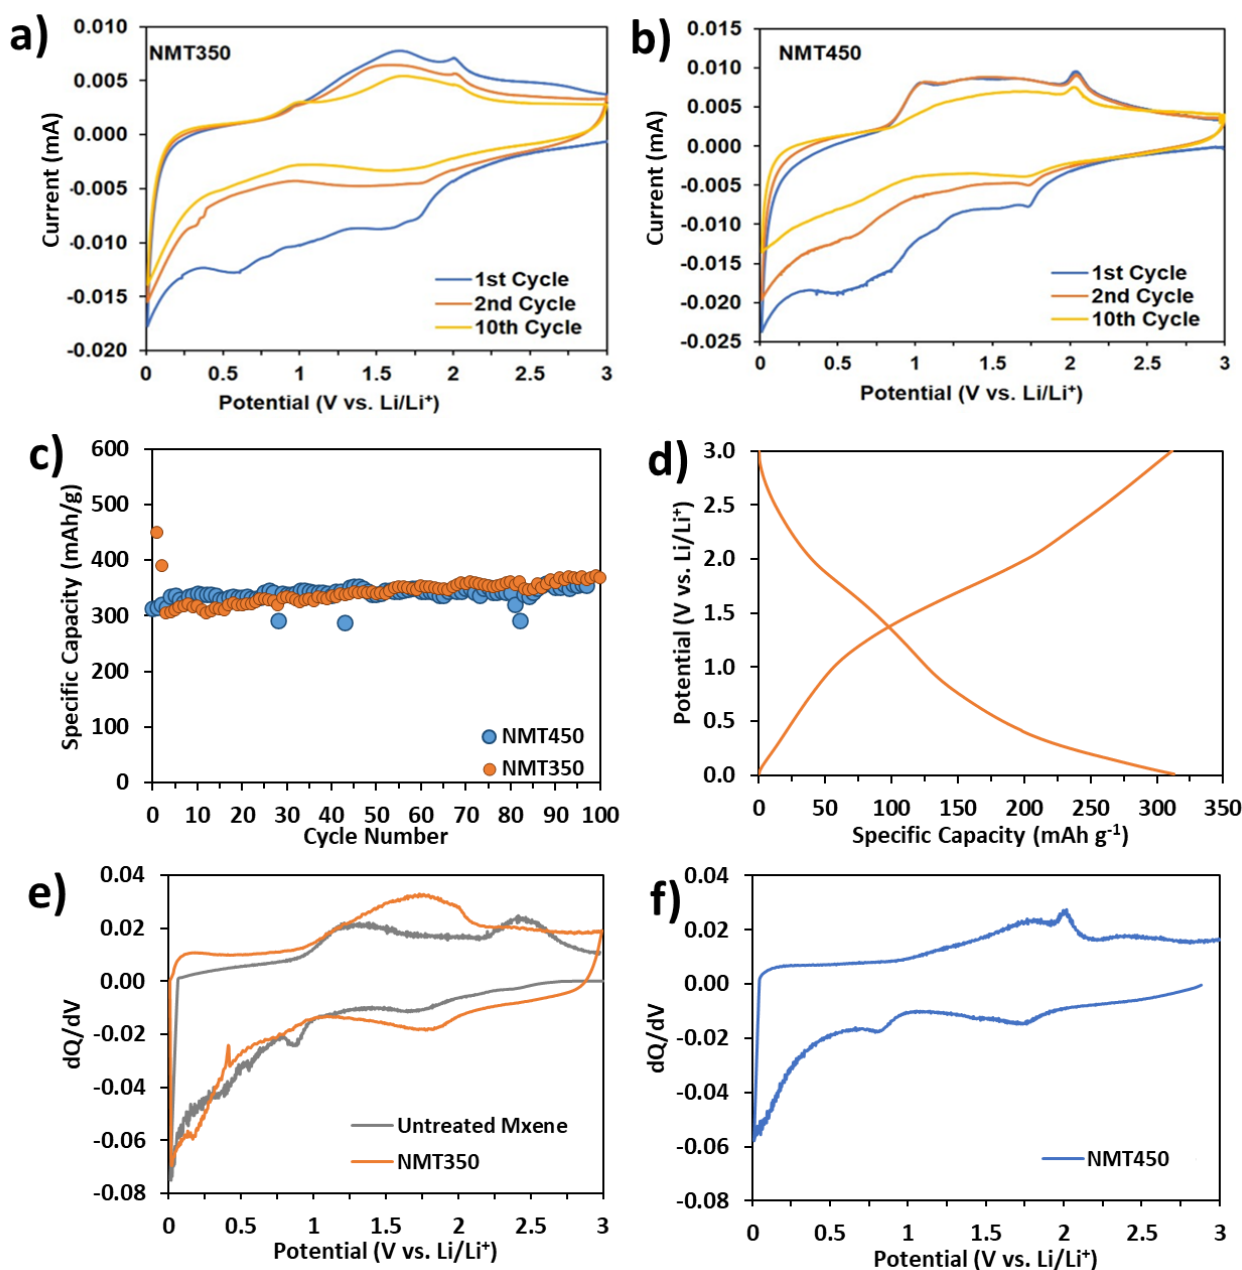 a)
NMT350
0.010
0.005
0.000
-0.005
-0.010
-0.015
-0.020
Current (mA)
1st Cycle
2nd Cycle
10th Cycle
0 0.5 1 1.5 2 2.5 3
Potential (V vs. Li/Li⁺)
b)
NMT450
0.015
0.010
0.005
0.000
-0.005
-0.010
-0.015
-0.020
-0.025
Current (mA)
1st Cycle
2nd Cycle
10th Cycle
0 0.5 1 1.5 2 2.5 3
Potential (V vs. Li/Li⁺)
c)
600
500
400
300
200
100
0
Specific Capacity (mAh/g)
NMT450
NMT350
0 10 20 30 40 50 60 70 80 90 100
Cycle Number
d)
3.0
2.5
2.0
1.5
1.0
0.5
0.0
Potential (V vs. Li/Li⁺)
0 50 100 150 200 250 300 350
Specific Capacity (mAh g⁻¹)
e)
0.04
0.02
0.00
-0.02
-0.04
-0.06
-0.08
dQ/dV
Untreated Mxene
NMT350
0 0.5 1 1.5 2 2.5 3
Potential (V vs. Li/Li⁺)
f)
0.04
0.02
0.00
-0.02
-0.04
-0.06
-0.08
dQ/dV
NMT450
0 0.5 1 1.5 2 2.5 3
Potential (V vs. Li/Li⁺)